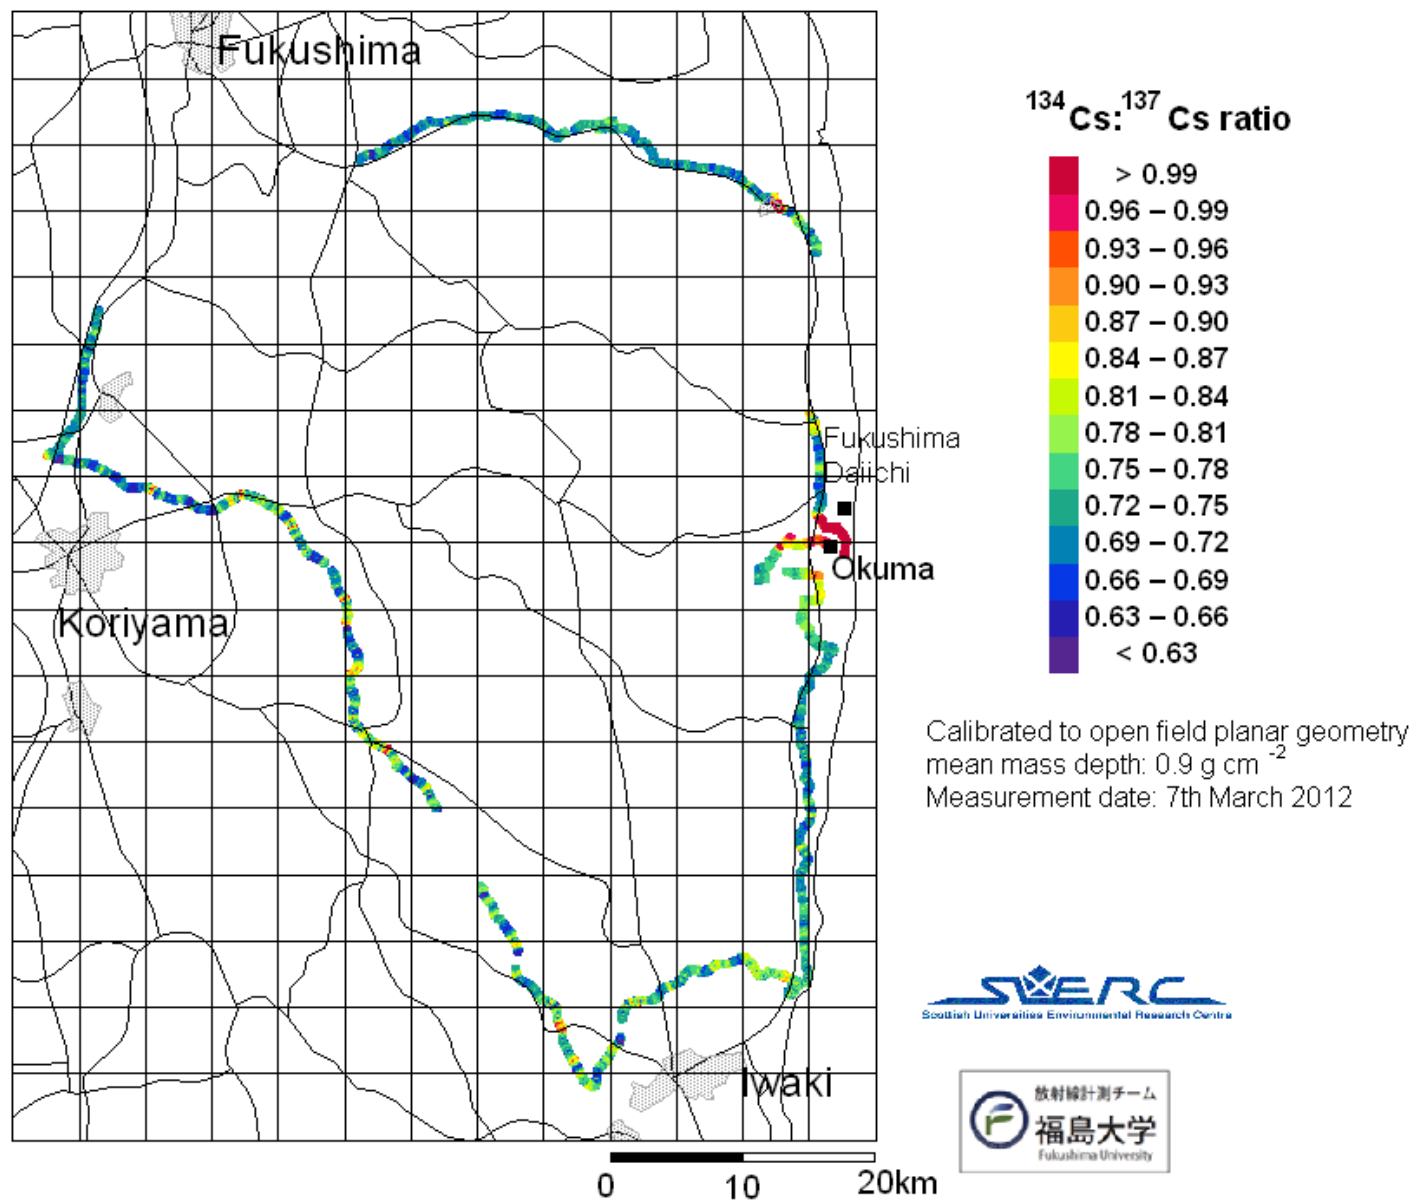 Fukushima
Fukushima
Daiichi
Okuma
Koriyama
Iwaki
0 10 20km
134Cs:137 Cs ratio
> 0.99
0.96 – 0.99
0.93 – 0.96
0.90 – 0.93
0.87 – 0.90
0.84 – 0.87
0.81 – 0.84
0.78 – 0.81
0.75 – 0.78
0.72 – 0.75
0.69 – 0.72
0.66 – 0.69
0.63 – 0.66
< 0.63
Calibrated to open field planar geometry
mean mass depth: 0.9 g cm -2
Measurement date: 7th March 2012
SUERC
Scottish Universities Environmental Research Centre
放射線計測チーム
福島大学
Fukushima University